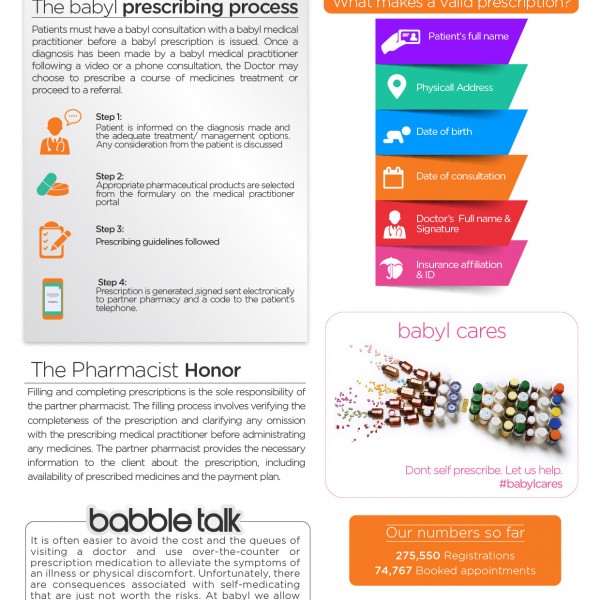 The babyl prescribing process
Patients must have a babyl consultation with a babyl medical
practitioner before a babyl prescription is issued. Once a
diagnosis has been made by a babyl medical practitioner
following a video or a phone consultation, the Doctor may
choose to prescribe a course of medicines treatment or
proceed to a referral.
Step 1:
Patient is informed on the diagnosis made and
the adequate treatment/ management options.
Any consideration from the patient is discussed
Step 2:
Appropriate pharmaceutical products are selected
from the formulary on the medical practitioner
portal
Step 3:
Prescribing guidelines followed
Step 4:
Prescription is generated ,signed sent electronically
to partner pharmacy and a code to the patient's
telephone.
The Pharmacist Honor
Filling and completing prescriptions is the sole responsibility of
the partner pharmacist. The filling process involves verifying the
completeness of the prescription and clarifying any omission
with the prescribing medical practitioner before administrating
any medicines. The partner pharmacist provides the necessary
information to the client about the prescription, including
availability of prescribed medicines and the payment plan.
babble talk
It is often easier to avoid the cost and the queues of
visiting a doctor and use over-the-counter or
prescription medication to alleviate the symptoms of
an illness or physical discomfort. Unfortunately, there
are consequences associated with self-medicating
that are just not worth the risks. At babyl we allow
What makes a valid prescription?
Patient's full name
Physicall Address
Date of birth
Date of consultation
Doctor's Full name &
Signature
Insurance affiliation
& ID
babyl cares
Dont self prescribe. Let us help.
#babylcares
Our numbers so far
275,550 Registrations
74,767 Booked appointments